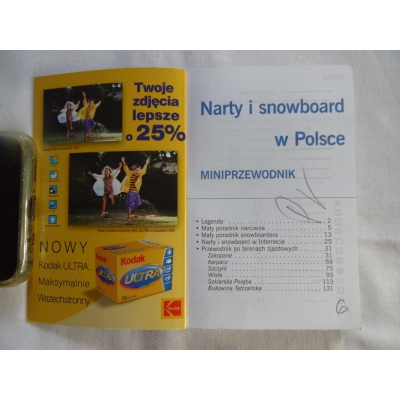 Twoje
zdjęcia
lepsze
o 25%
NOWY
Kodak ULTRA.
Maksymalnie
Wszechstronny
Kodak
ULTRA
Kodak
Narty i snowboard
w Polsce
MINIPRZEWODNIK
• Legenda 2
• Mały poradnik narciarza 5
• Mały poradnik snowboardera 13
• Narty i snowboard w Internecie 25
• Przewodnik po terenach zjazdowych 31
Zakopane 31
Karpacz 59
Szczyrk 75
Wisła 93
Szklarska Poręba 113
Bukowina Tatrzańska 131